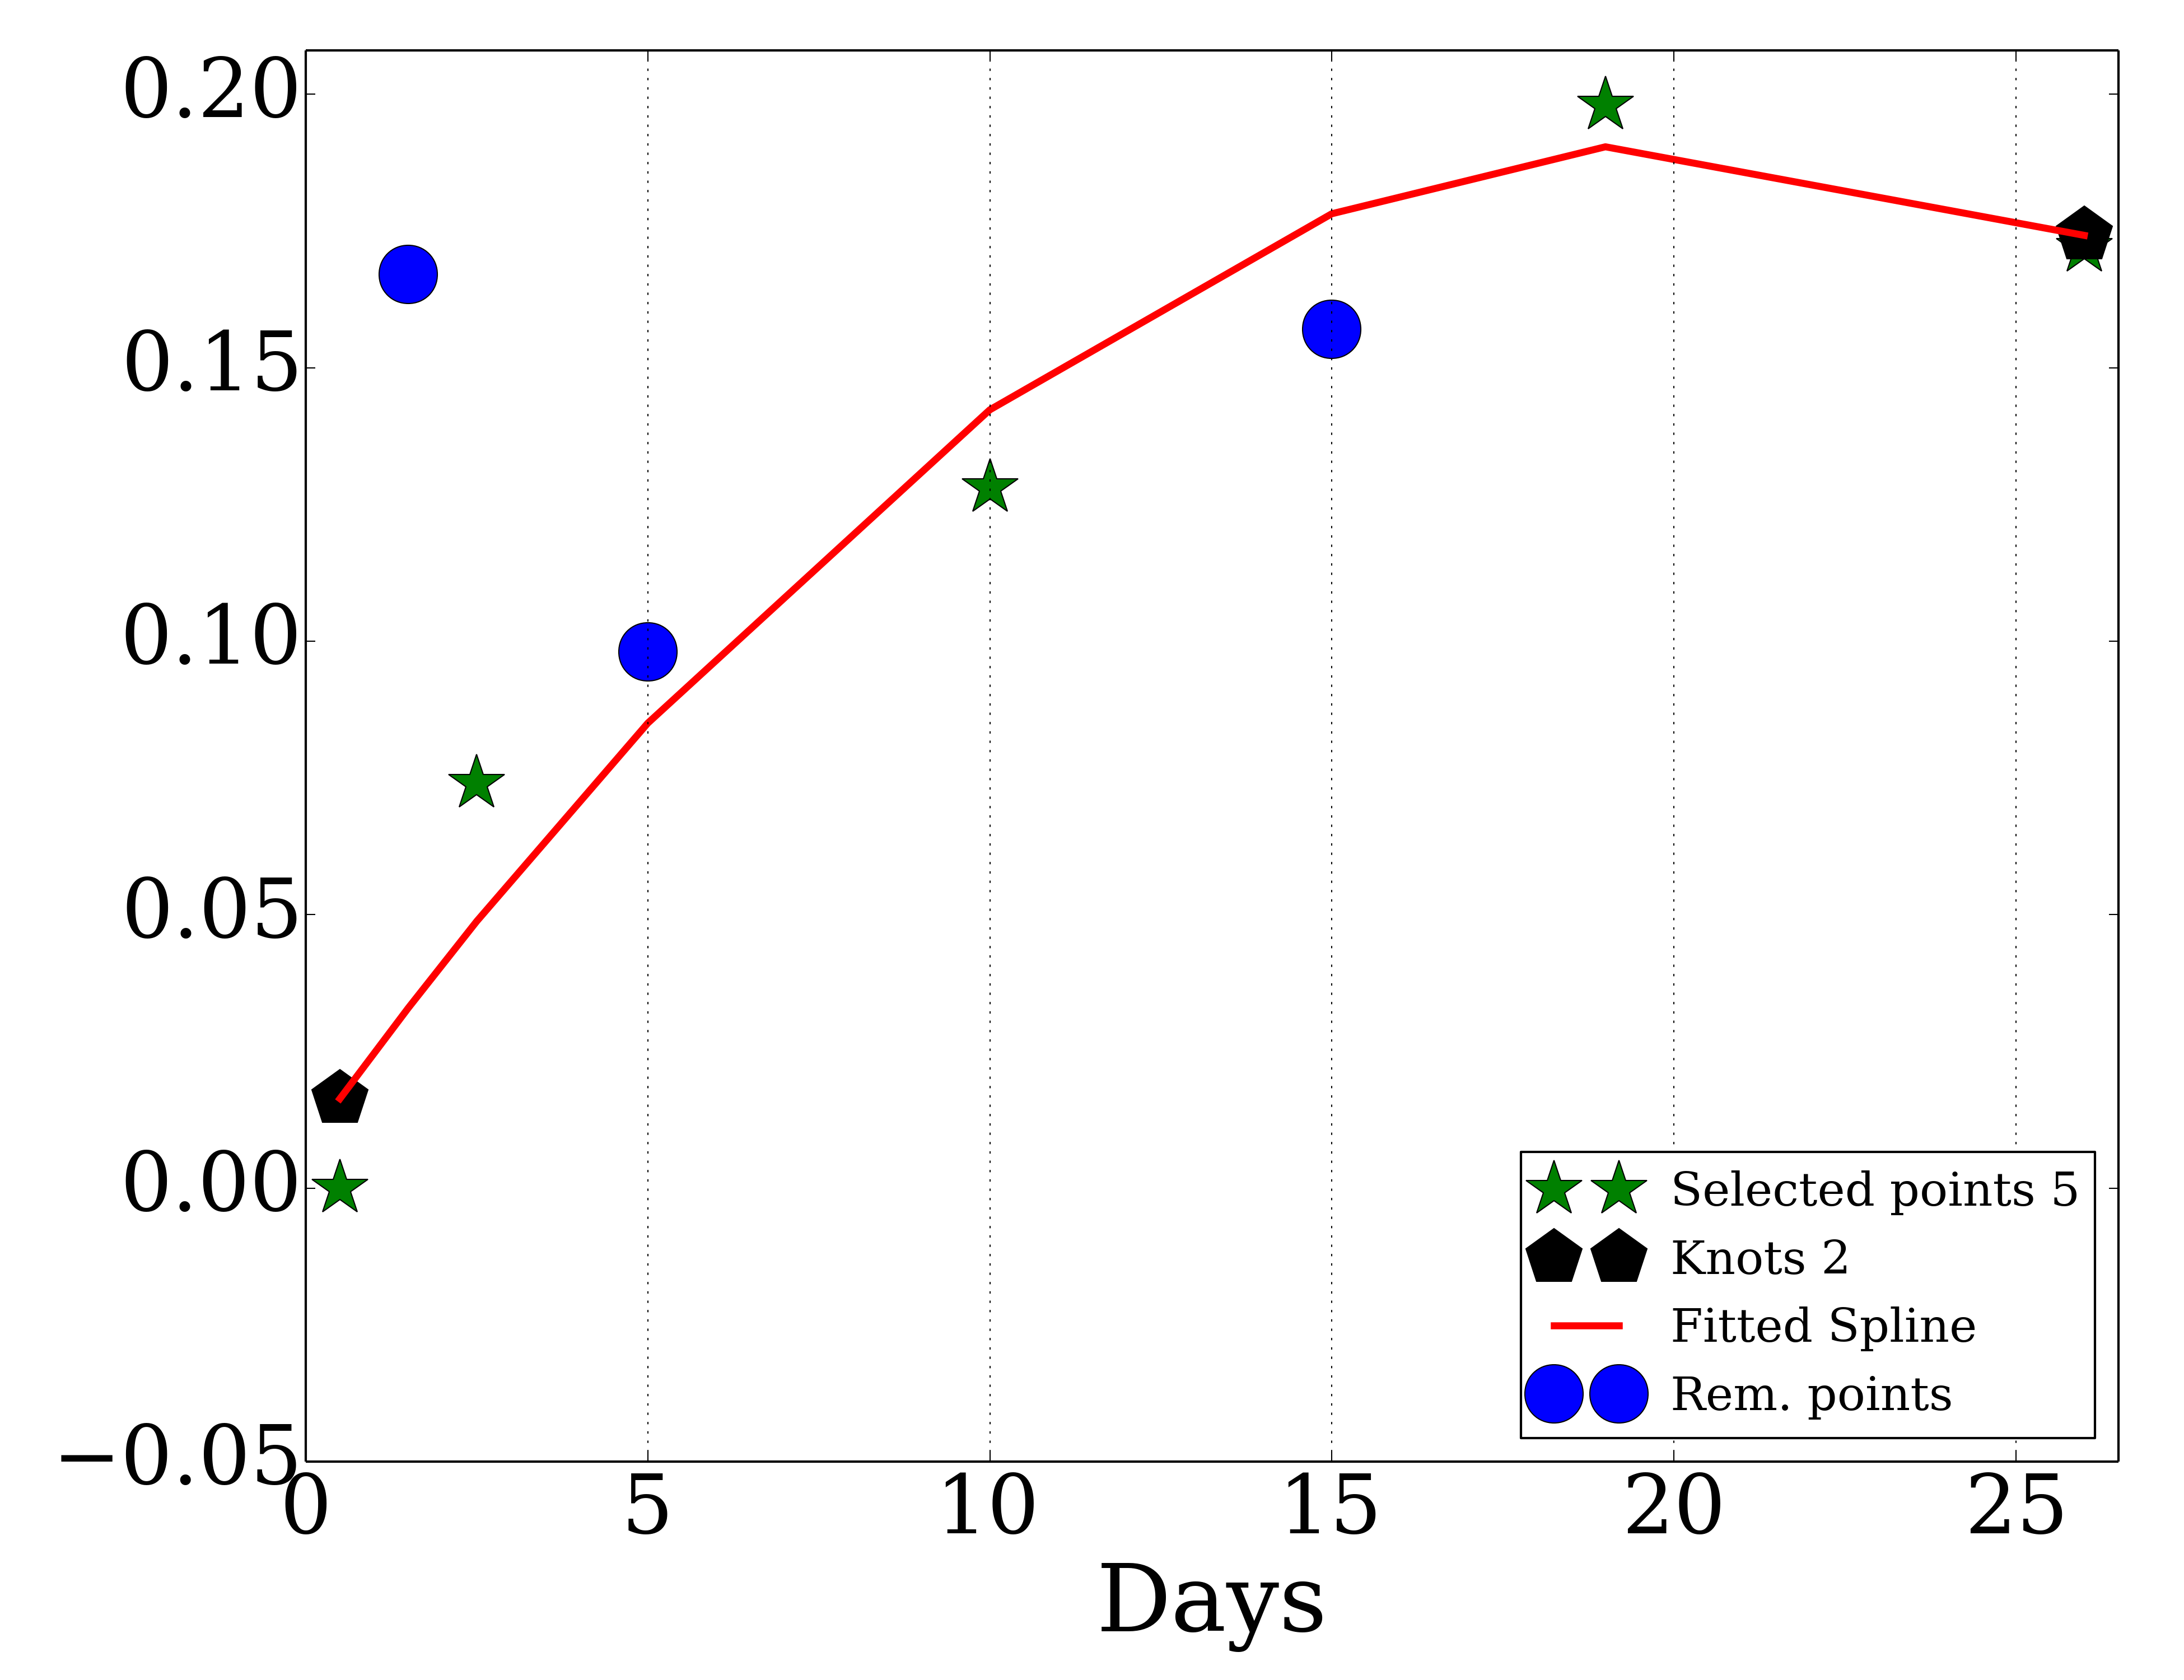 0.20
0.15
0.10
0.05
0.00
−0.05
0 5 10 15 20 25
Days
Selected points 5
Knots 2
Fitted Spline
Rem. points